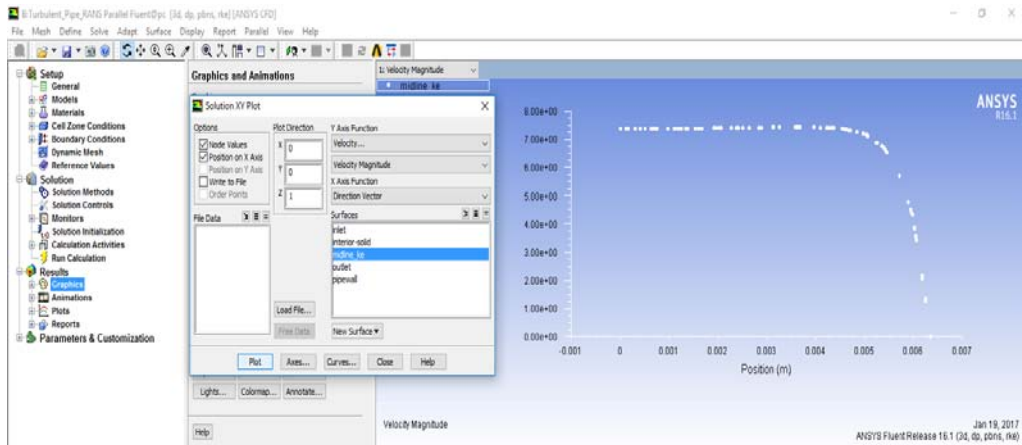 B:Turbulent_Pipe_RANS Parallel Fluent@pc [3d, dp, pbns, rke] [ANSYS CFD]
File Mesh Define Solve Adapt Surface Display Report Parallel View Help
Setup
General
Models
Materials
Cell Zone Conditions
Boundary Conditions
Dynamic Mesh
Reference Values
Solution
Solution Methods
Solution Controls
Monitors
Solution Initialization
Calculation Activities
Run Calculation
Results
Graphics
Animations
Plots
Reports
Parameters & Customization
Graphics and Animations
Solution XY Plot
Options
Node Values
Position on X Axis
Position on Y Axis
Write to File
Order Points
Plot Direction
X 0
Y 0
Z 1
Y Axis Function
Velocity...
Velocity Magnitude
X Axis Function
Direction Vector
File Data
Surfaces
inlet
interior-solid
midline_ke
outlet
pipewall
Load File...
Free Data
New Surface
Plot Axes... Curves... Close Help
Lights... Colormap... Annotate...
Help
1: Velocity Magnitude
midline_ke
ANSYS
R16.1
8.00e+00
7.00e+00
6.00e+00
5.00e+00
4.00e+00
3.00e+00
2.00e+00
1.00e+00
0.00e+00
-0.001 0 0.001 0.002 0.003 0.004 0.005 0.006 0.007
Position (m)
Velocity Magnitude
Jan 19, 2017
ANSYS Fluent Release 16.1 (3d, dp, pbns, rke)